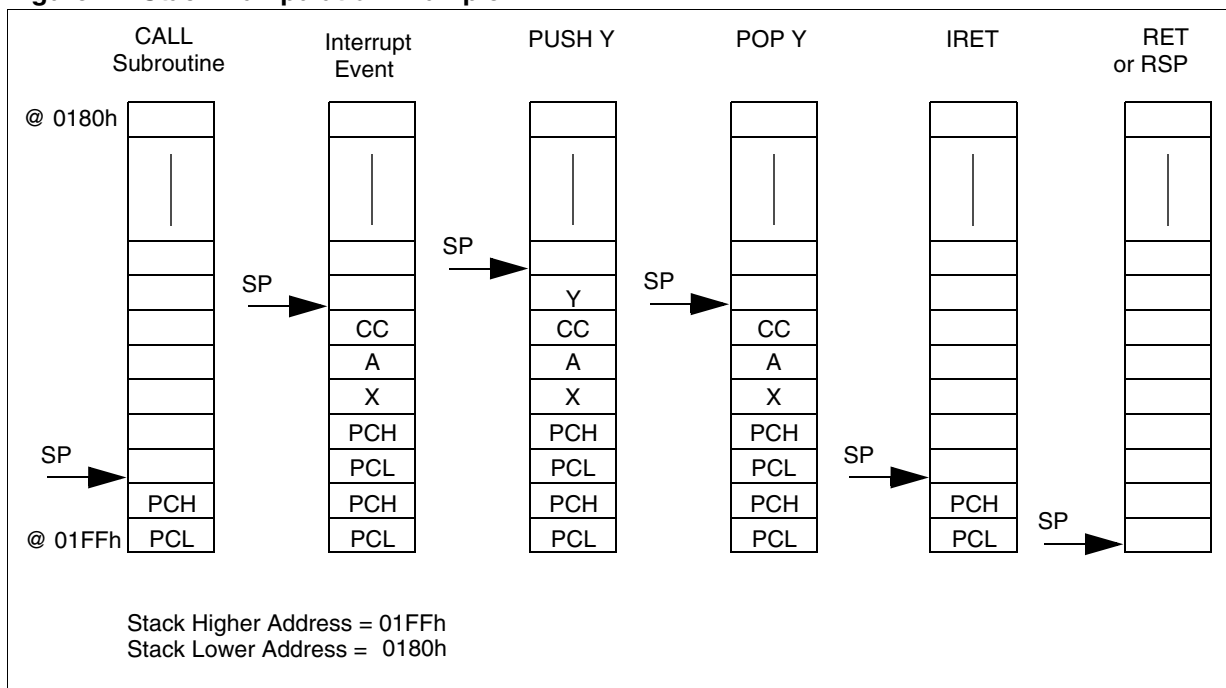 CALL
Subroutine
Interrupt
Event
PUSH Y
POP Y
IRET
RET
or RSP
@ 0180h
SP
SP
SP
SP
SP
SP
PCH
@ 01FFh PCL
CC
A
X
PCH
PCL
PCH
PCL
Y
CC
A
X
PCH
PCL
PCH
PCL
CC
A
X
PCH
PCL
PCH
PCL
PCH
PCL
Stack Higher Address = 01FFh
Stack Lower Address = 0180h